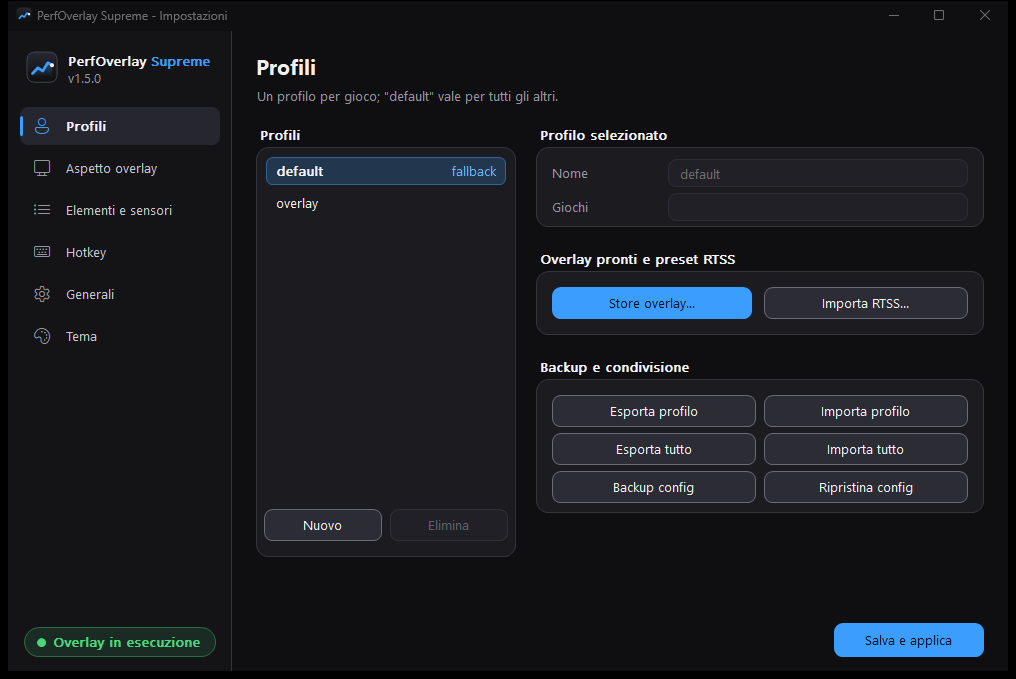 PerfOverlay Supreme - Impostazioni
PerfOverlay Supreme
v1.5.0
Profili
Aspetto overlay
Elementi e sensori
Hotkey
Generali
Tema
Overlay in esecuzione
Profili
Un profilo per gioco; "default" vale per tutti gli altri.
Profili
default fallback
overlay
Nuovo Elimina
Profilo selezionato
Nome default
Giochi
Overlay pronti e preset RTSS
Store overlay... Importa RTSS...
Backup e condivisione
Esporta profilo Importa profilo
Esporta tutto Importa tutto
Backup config Ripristina config
Salva e applica